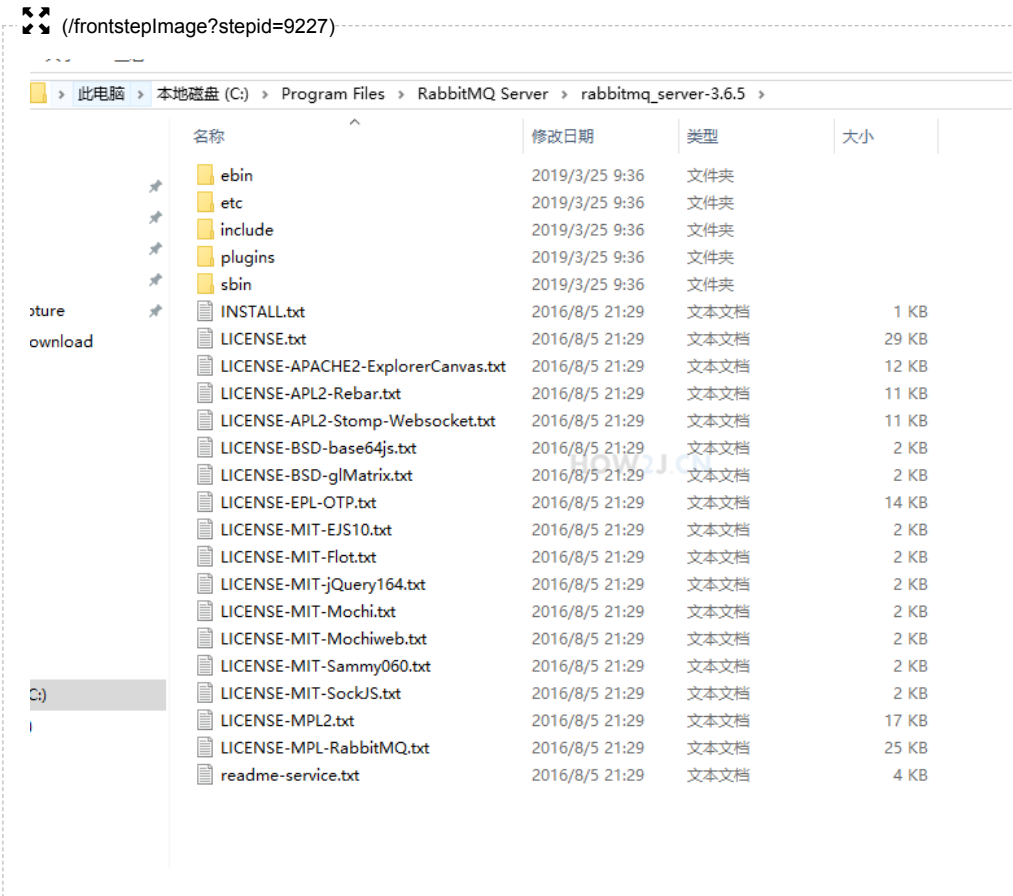 (/frontstepImage?stepid=9227)
此电脑 > 本地磁盘 (C:) > Program Files > RabbitMQ Server > rabbitmq_server-3.6.5 >
名称 修改日期 类型 大小
ebin 2019/3/25 9:36 文件夹
etc 2019/3/25 9:36 文件夹
include 2019/3/25 9:36 文件夹
plugins 2019/3/25 9:36 文件夹
sbin 2019/3/25 9:36 文件夹
INSTALL.txt 2016/8/5 21:29 文本文档 1 KB
LICENSE.txt 2016/8/5 21:29 文本文档 29 KB
LICENSE-APACHE2-ExplorerCanvas.txt 2016/8/5 21:29 文本文档 12 KB
LICENSE-APL2-Rebar.txt 2016/8/5 21:29 文本文档 11 KB
LICENSE-APL2-Stomp-Websocket.txt 2016/8/5 21:29 文本文档 11 KB
LICENSE-BSD-base64js.txt 2016/8/5 21:29 文本文档 2 KB
HOW2J.CN
LICENSE-BSD-glMatrix.txt 2016/8/5 21:29 文本文档 2 KB
LICENSE-EPL-OTP.txt 2016/8/5 21:29 文本文档 14 KB
LICENSE-MIT-EJS10.txt 2016/8/5 21:29 文本文档 2 KB
LICENSE-MIT-Flot.txt 2016/8/5 21:29 文本文档 2 KB
LICENSE-MIT-jQuery164.txt 2016/8/5 21:29 文本文档 2 KB
LICENSE-MIT-Mochi.txt 2016/8/5 21:29 文本文档 2 KB
LICENSE-MIT-Mochiweb.txt 2016/8/5 21:29 文本文档 2 KB
LICENSE-MIT-Sammy060.txt 2016/8/5 21:29 文本文档 2 KB
LICENSE-MIT-SockJS.txt 2016/8/5 21:29 文本文档 2 KB
LICENSE-MPL2.txt 2016/8/5 21:29 文本文档 17 KB
LICENSE-MPL-RabbitMQ.txt 2016/8/5 21:29 文本文档 25 KB
readme-service.txt 2016/8/5 21:29 文本文档 4 KB
oture
ownload
C:)
)